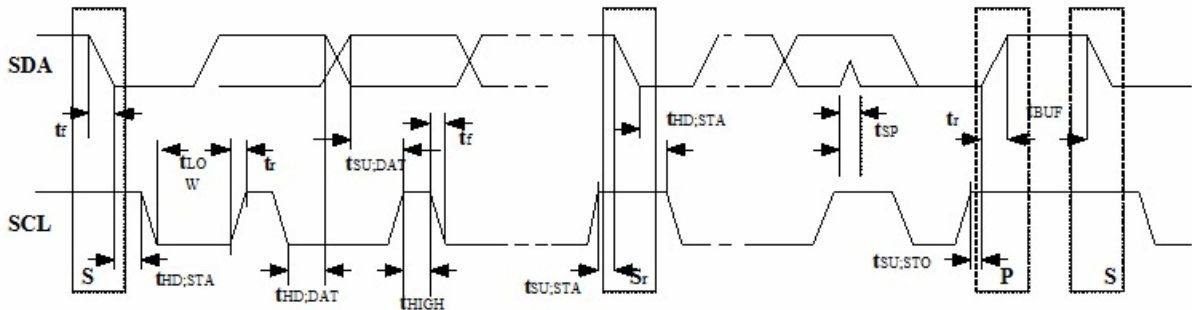 SDA
tf
tLO
W
tr
tSU;DAT
tf
tHD;STA
tSP
tr
tBUF
SCL
S
tHD;STA
tHD;DAT
tHIGH
tSU;STA
Sr
tSU;STO
P
S